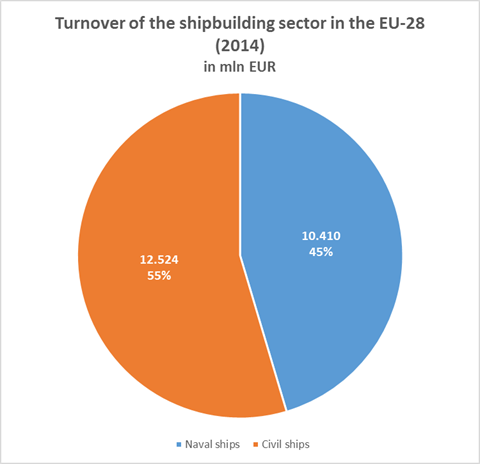 Turnover of the shipbuilding sector in the EU-28
(2014)
in mln EUR
10.410
45%
12.524
55%
Naval ships
Civil ships